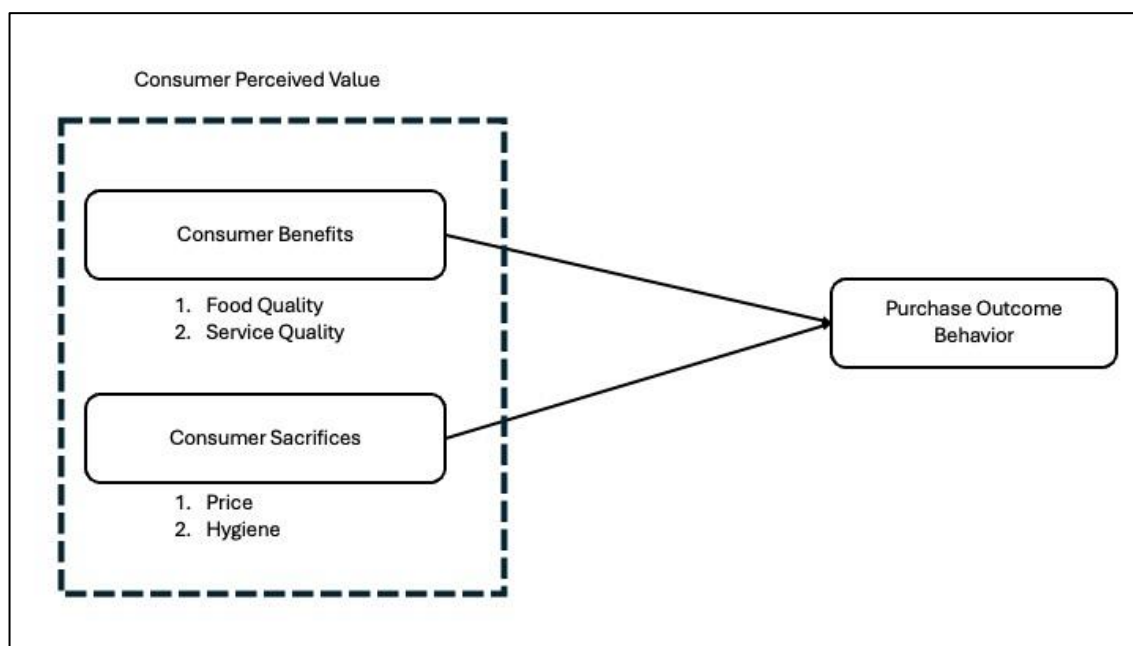 Consumer Perceived Value
Consumer Benefits
1. Food Quality
2. Service Quality
Consumer Sacrifices
1. Price
2. Hygiene
Purchase Outcome
Behavior